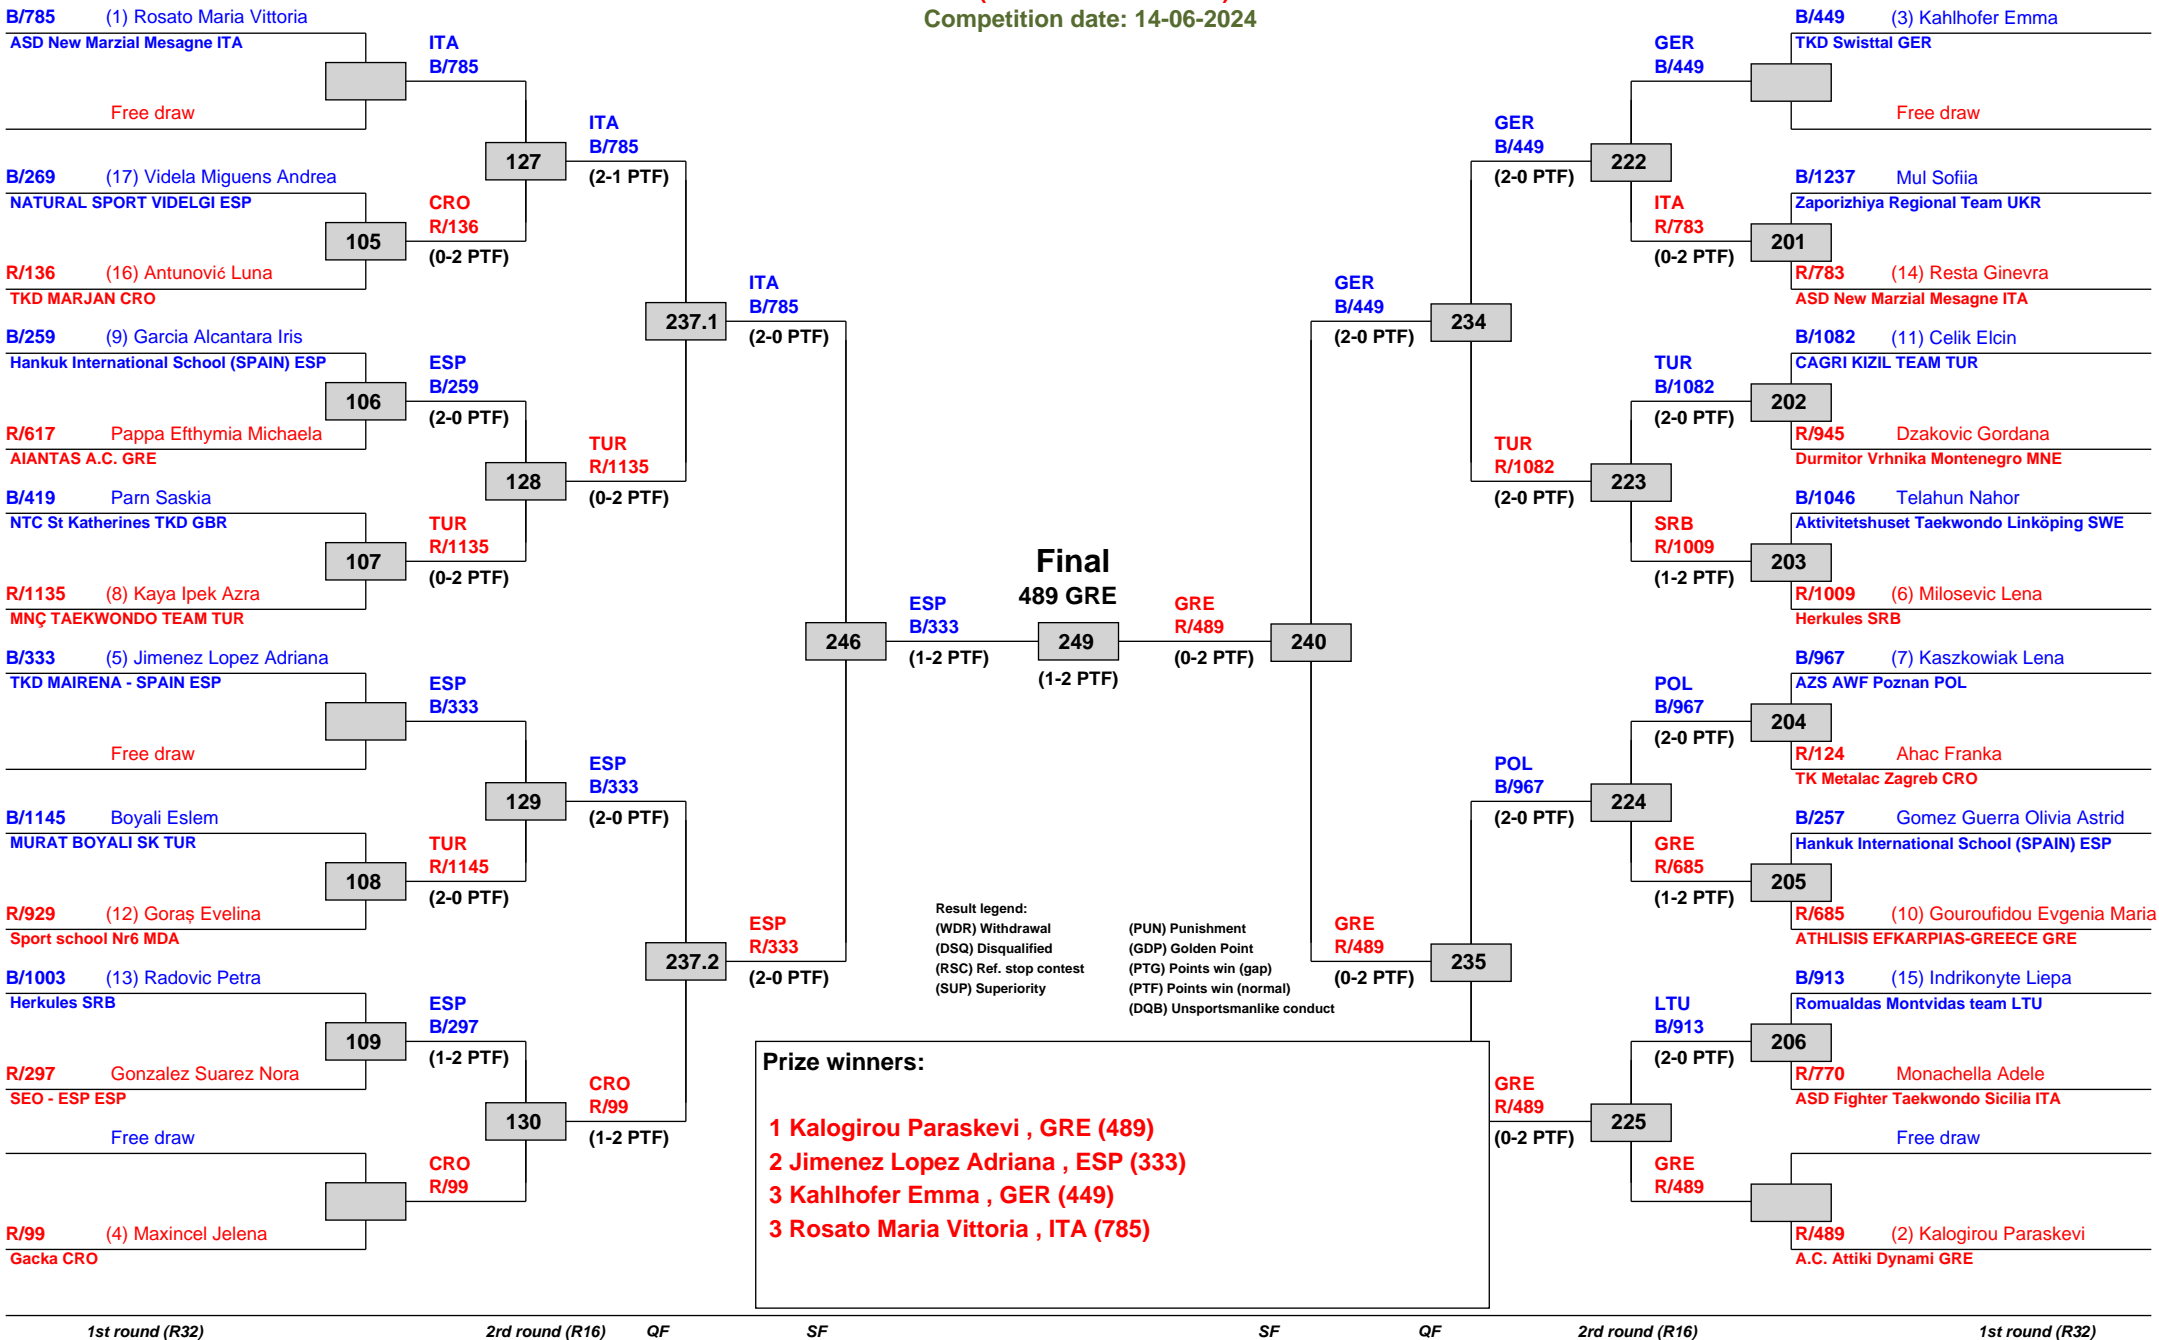 Competition date: 14-06-2024
B/785 (1) Rosato Maria Vittoria
ASD New Marzial Mesagne ITA
Free draw
B/269 (17) Videla Miguens Andrea
NATURAL SPORT VIDELGI ESP
105
R/136 (16) Antunović Luna
TKD MARJAN CRO
B/259 (9) Garcia Alcantara Iris
Hankuk International School (SPAIN) ESP
106
R/617 Pappa Efthymia Michaela
AIANTAS A.C. GRE
B/419 Parn Saskia
NTC St Katherines TKD GBR
107
R/1135 (8) Kaya Ipek Azra
MNÇ TAEKWONDO TEAM TUR
B/333 (5) Jimenez Lopez Adriana
TKD MAIRENA - SPAIN ESP
Free draw
B/1145 Boyali Eslem
MURAT BOYALI SK TUR
108
R/929 (12) Goraș Evelina
Sport school Nr6 MDA
B/1003 (13) Radovic Petra
Herkules SRB
109
R/297 Gonzalez Suarez Nora
SEO - ESP ESP
Free draw
R/99 (4) Maxincel Jelena
Gacka CRO
ITA
B/785
127
CRO
R/136
(0-2 PTF)
ESP
B/259
(2-0 PTF)
128
TUR
R/1135
(0-2 PTF)
ESP
B/333
129
TUR
R/1145
(2-0 PTF)
ESP
B/297
(1-2 PTF)
130
CRO
R/99
ITA
B/785
(2-1 PTF)
237.1
TUR
R/1135
(0-2 PTF)
ESP
B/333
(2-0 PTF)
237.2
CRO
R/99
(1-2 PTF)
ITA
B/785
(2-0 PTF)
246
ESP
R/333
(2-0 PTF)
ESP
B/333
(1-2 PTF)
Final
489 GRE
249
(1-2 PTF)
GRE
R/489
(0-2 PTF)
240
GER
B/449
(2-0 PTF)
234
GRE
R/489
(0-2 PTF)
235
GER
B/449
(2-0 PTF)
222
TUR
R/1082
(2-0 PTF)
223
POL
B/967
(2-0 PTF)
224
GRE
R/489
(0-2 PTF)
225
GER
B/449
ITA
R/783
(0-2 PTF)
TUR
B/1082
(2-0 PTF)
SRB
R/1009
(1-2 PTF)
POL
B/967
(2-0 PTF)
GRE
R/685
(1-2 PTF)
LTU
B/913
(2-0 PTF)
GRE
R/489
B/449 (3) Kahlhofer Emma
TKD Swisttal GER
Free draw
B/1237 Mul Sofiia
Zaporizhiya Regional Team UKR
201
R/783 (14) Resta Ginevra
ASD New Marzial Mesagne ITA
B/1082 (11) Celik Elcin
CAGRI KIZIL TEAM TUR
202
R/945 Dzakovic Gordana
Durmitor Vrhnika Montenegro MNE
B/1046 Telahun Nahor
Aktivitetshuset Taekwondo Linköping SWE
203
R/1009 (6) Milosevic Lena
Herkules SRB
B/967 (7) Kaszkowiak Lena
AZS AWF Poznan POL
204
R/124 Ahac Franka
TK Metalac Zagreb CRO
B/257 Gomez Guerra Olivia Astrid
Hankuk International School (SPAIN) ESP
205
R/685 (10) Gouroufidou Evgenia Maria
ATHLISIS EFKARPIAS-GREECE GRE
B/913 (15) Indrikonyte Liepa
Romualdas Montvidas team LTU
206
R/770 Monachella Adele
ASD Fighter Taekwondo Sicilia ITA
Free draw
R/489 (2) Kalogirou Paraskevi
A.C. Attiki Dynami GRE
Result legend:
(WDR) Withdrawal
(DSQ) Disqualified
(RSC) Ref. stop contest
(SUP) Superiority
(PUN) Punishment
(GDP) Golden Point
(PTG) Points win (gap)
(PTF) Points win (normal)
(DQB) Unsportsmanlike conduct
Prize winners:
1 Kalogirou Paraskevi , GRE (489)
2 Jimenez Lopez Adriana , ESP (333)
3 Kahlhofer Emma , GER (449)
3 Rosato Maria Vittoria , ITA (785)
1st round (R32) 2rd round (R16) QF SF SF QF 2rd round (R16) 1st round (R32)